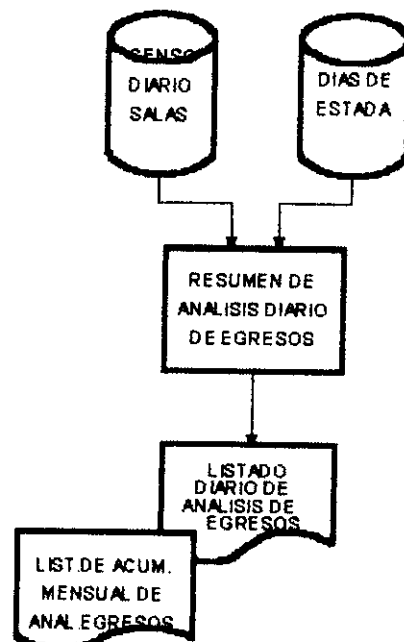 CENSO
DIARIO
SALAS
DIAS DE
ESTADA
RESUMEN DE
ANALISIS DIARIO
DE EGRESOS
LISTADO
DIARIO DE
ANALISIS DE
EGRESOS
LIST. DE ACUM.
MENSUAL DE
ANAL.EGRESOS